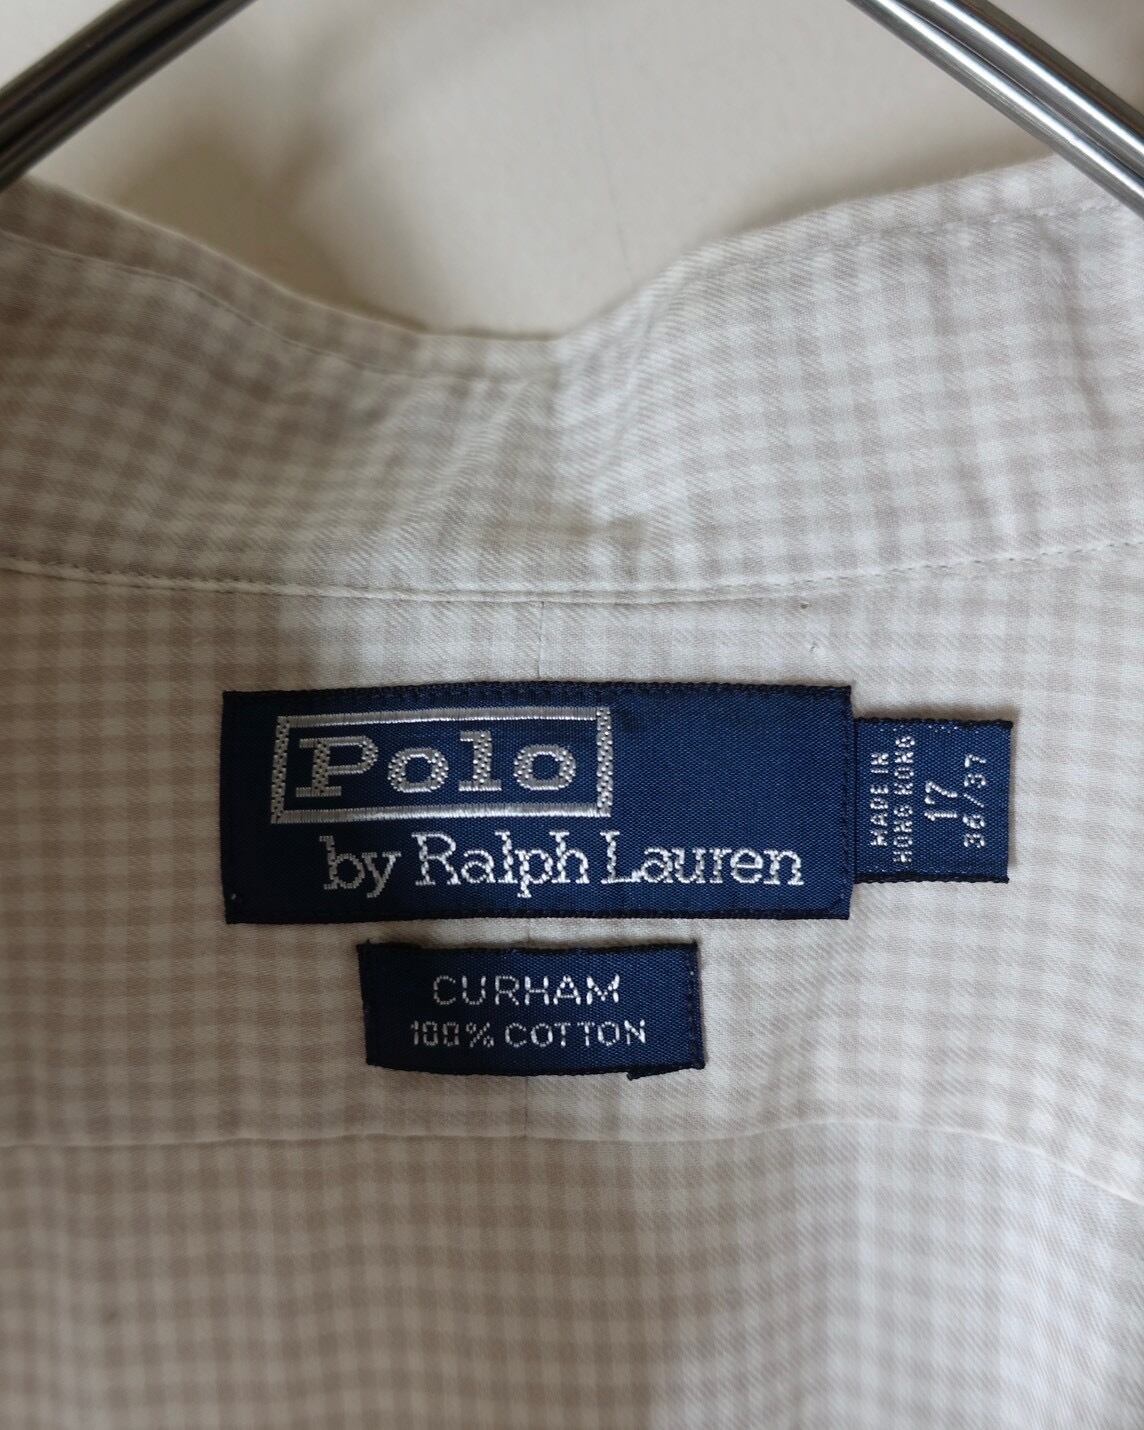 Polo
by Ralph Lauren
MADE IN
HONG KONG
17
36/37
CURHAM
100% COTTON